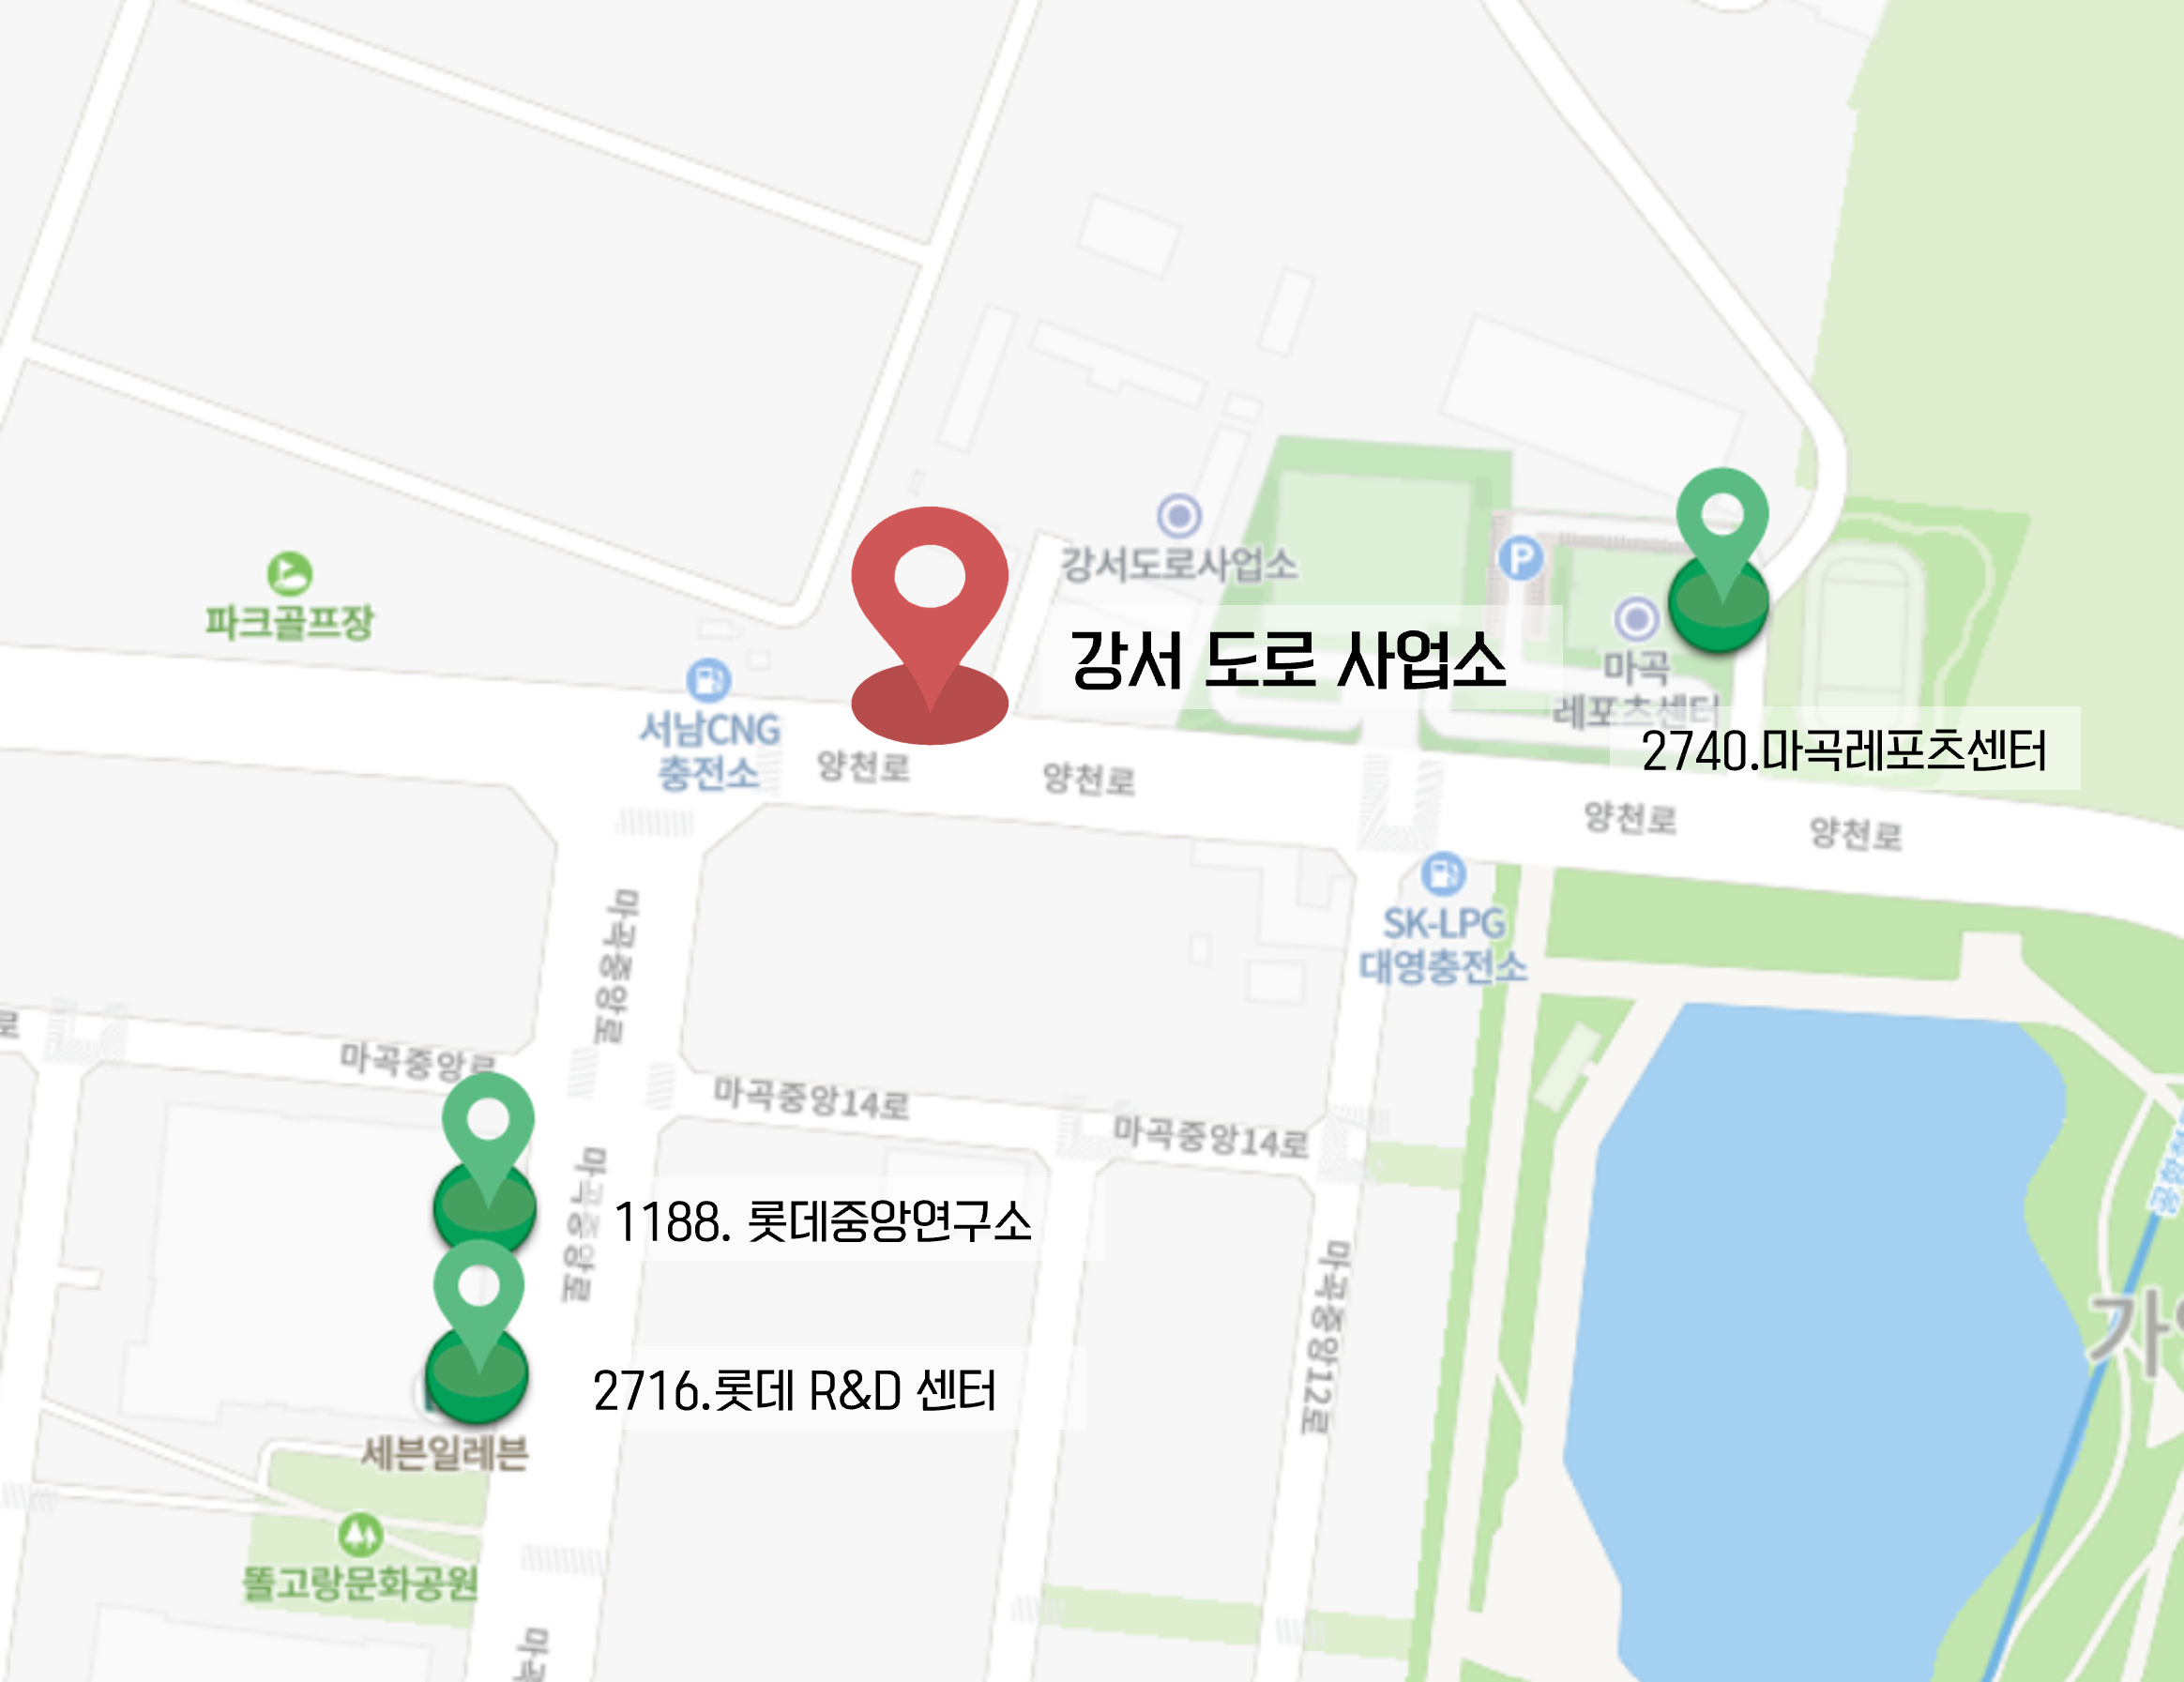 강서도로사업소
파크골프장
강서 도로 사업소
마곡
레포츠센터
2740.마곡레포츠센터
서남CNG
충전소
양천로
양천로
양천로
양천로
SK-LPG
대영충전소
마곡중앙로
로
마곡중앙로
마곡중앙14로
마곡중앙14로
마곡중앙로
1188. 롯데중앙연구소
마곡중앙12로
2716.롯데 R&D 센터
세븐일레븐
똘고랑문화공원